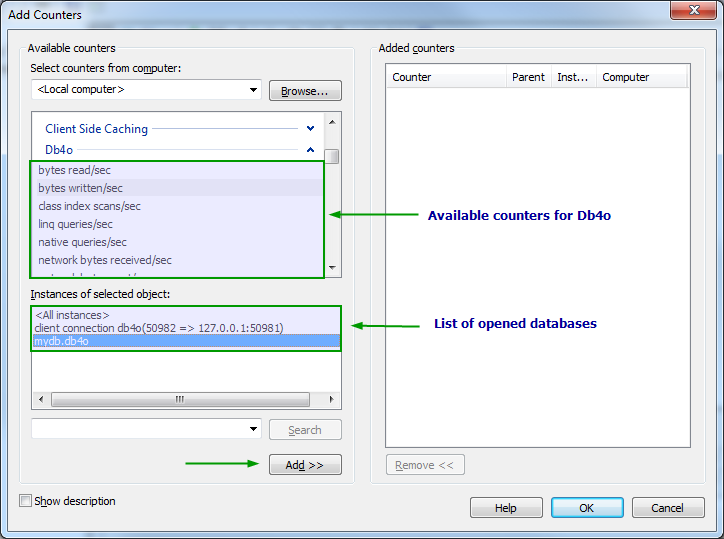 Add Counters
Available counters
Select counters from computer:
<Local computer>
Browse...
Client Side Caching
Db4o
bytes read/sec
bytes written/sec
class index scans/sec
linq queries/sec
native queries/sec
network bytes received/sec
Instances of selected object:
<All instances>
client connection db4o(50982 => 127.0.0.1:50981)
mydb.db4o
Search
Add >>
Show description
Added counters
Counter Parent Inst... Computer
Available counters for Db4o
List of opened databases
Remove <<
Help OK Cancel